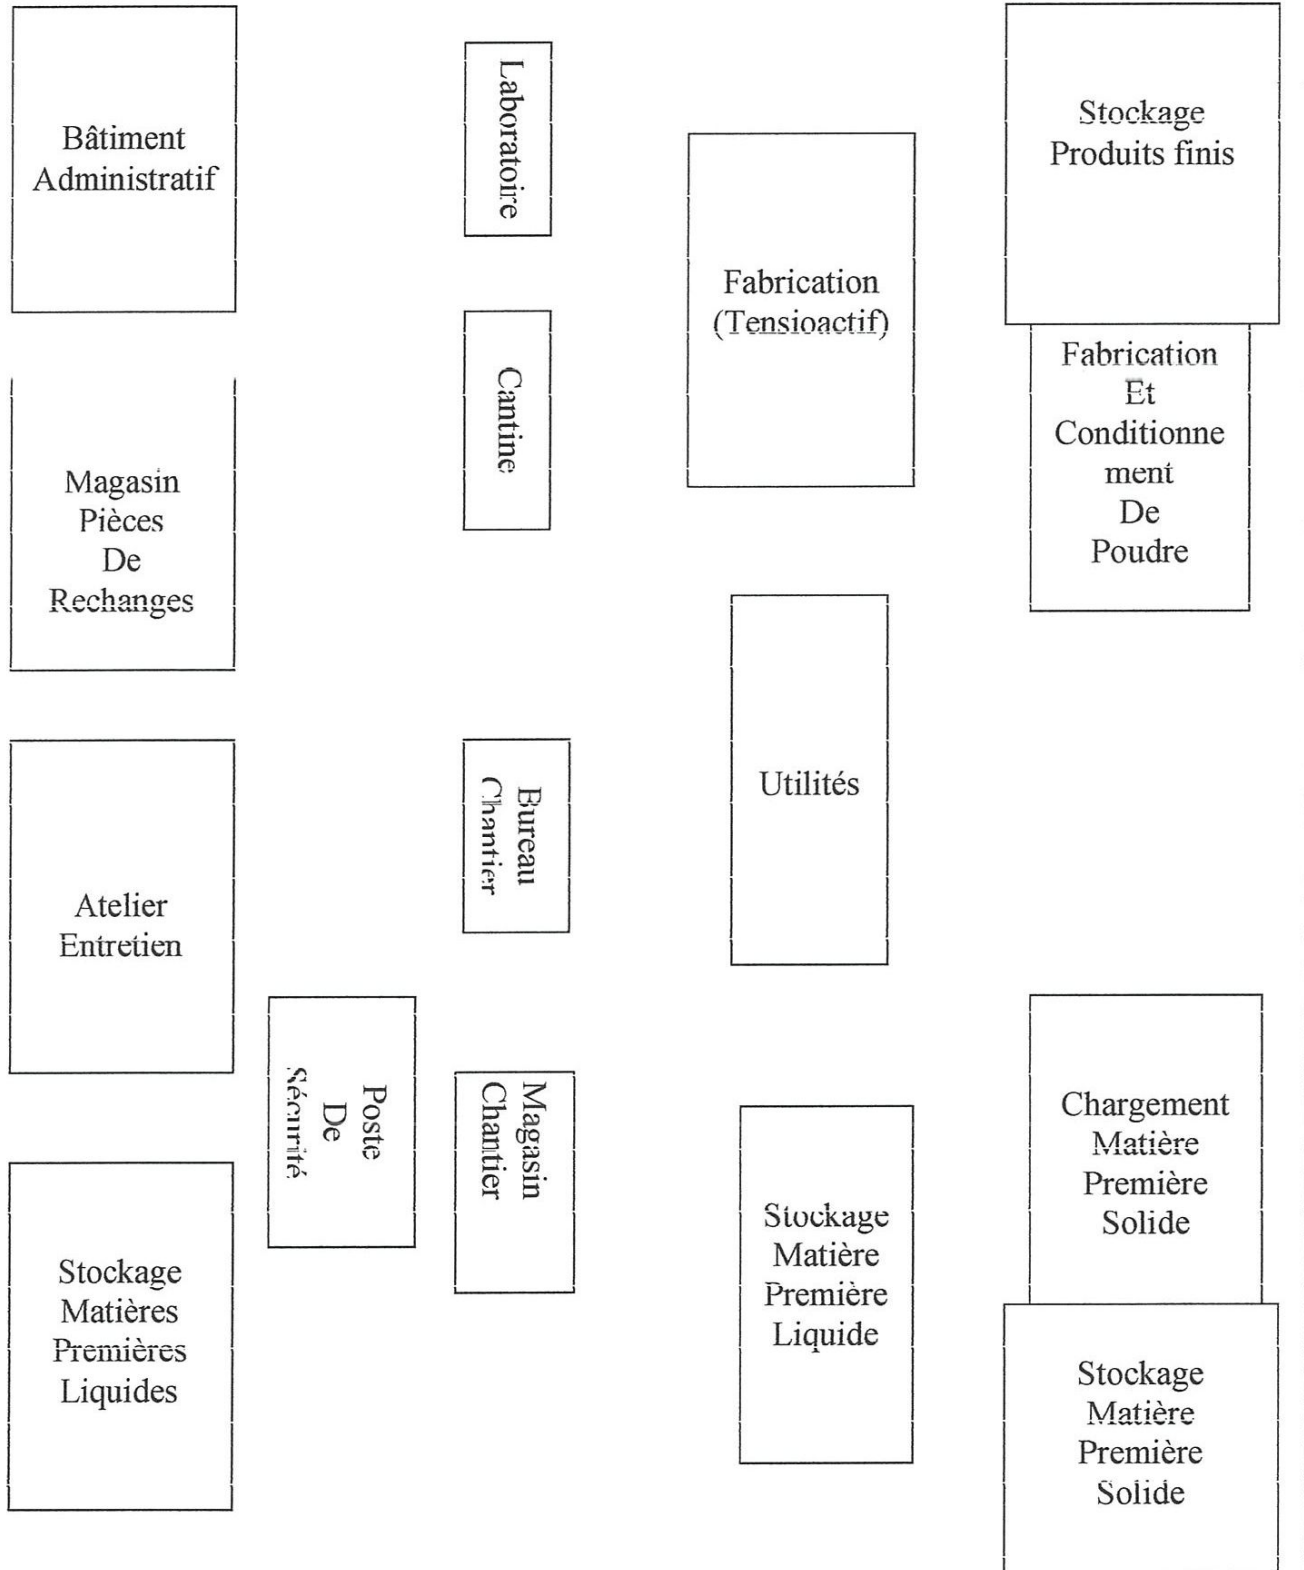 Bâtiment
Administratif
Laboratoire
Stockage
Produits finis
Fabrication
(Tensioactif)
Cantine
Fabrication
Et
Conditionne
ment
De
Poudre
Magasin
Pièces
De
Rechanges
Bureau
Chantier
Utilités
Atelier
Entretien
Poste
De
Sécurité
Magasin
Chantier
Chargement
Matière
Première
Solide
Stockage
Matière
Première
Liquide
Stockage
Matières
Premières
Liquides
Stockage
Matière
Première
Solide